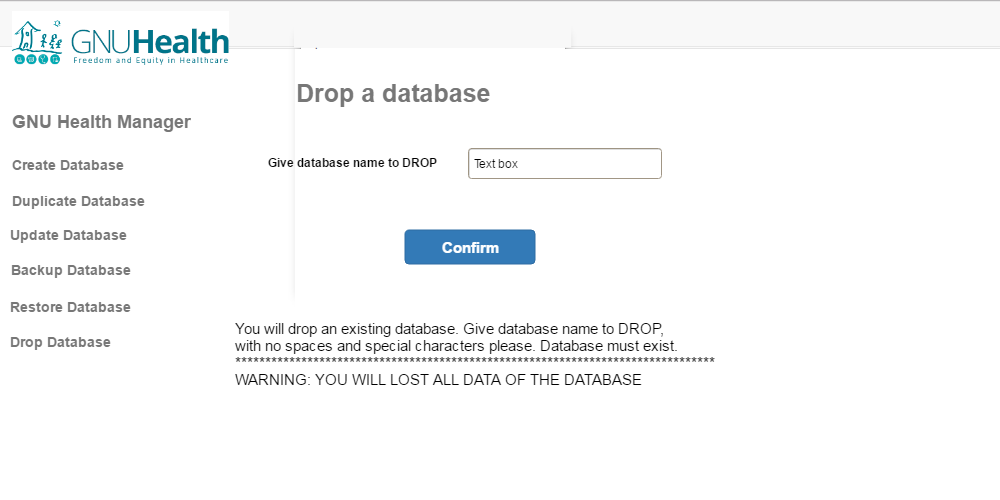 GNUHealth
Freedom and Equity in Healthcare
GNU Health Manager
Create Database
Duplicate Database
Update Database
Backup Database
Restore Database
Drop Database
Drop a database
Give database name to DROP
Text box
Confirm
You will drop an existing database. Give database name to DROP,
with no spaces and special characters please. Database must exist.
********************************************************************************
WARNING: YOU WILL LOST ALL DATA OF THE DATABASE